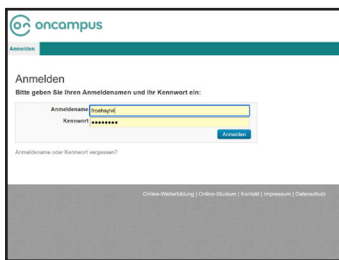 oncampus
Anmelden
Anmelden
Bitte geben Sie Ihren Anmeldenamen und Ihr Kennwort ein:
Anmeldename
Kennwort ••••••••
Anmelden
Anmeldename oder Kennwort vergessen?
Online-Weiterbildung | Online-Studium | Kontakt | Impressum | Datenschutz